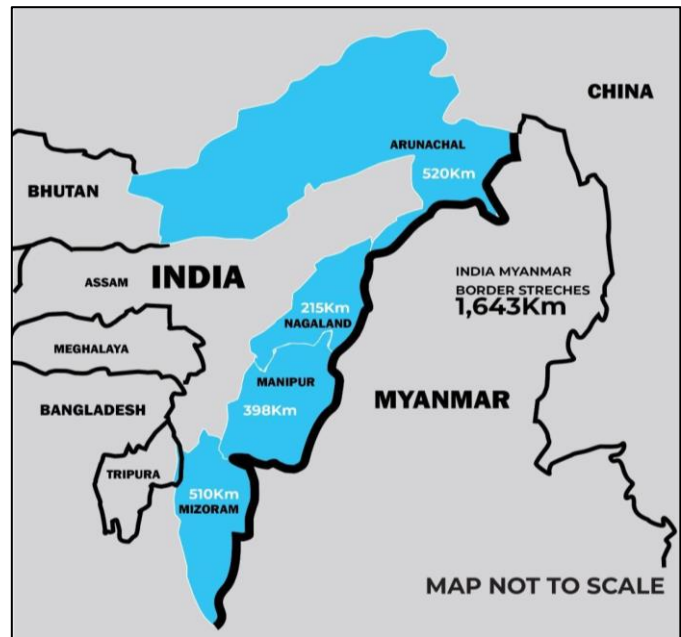 CHINA
ARUNACHAL
520Km
BHUTAN
INDIA
ASSAM
INDIA MYANMAR
BORDER STRECHES
1,643Km
215Km
NAGALAND
MEGHALAYA
MANIPUR
398Km
MYANMAR
BANGLADESH
TRIPURA
510Km
MIZORAM
MAP NOT TO SCALE